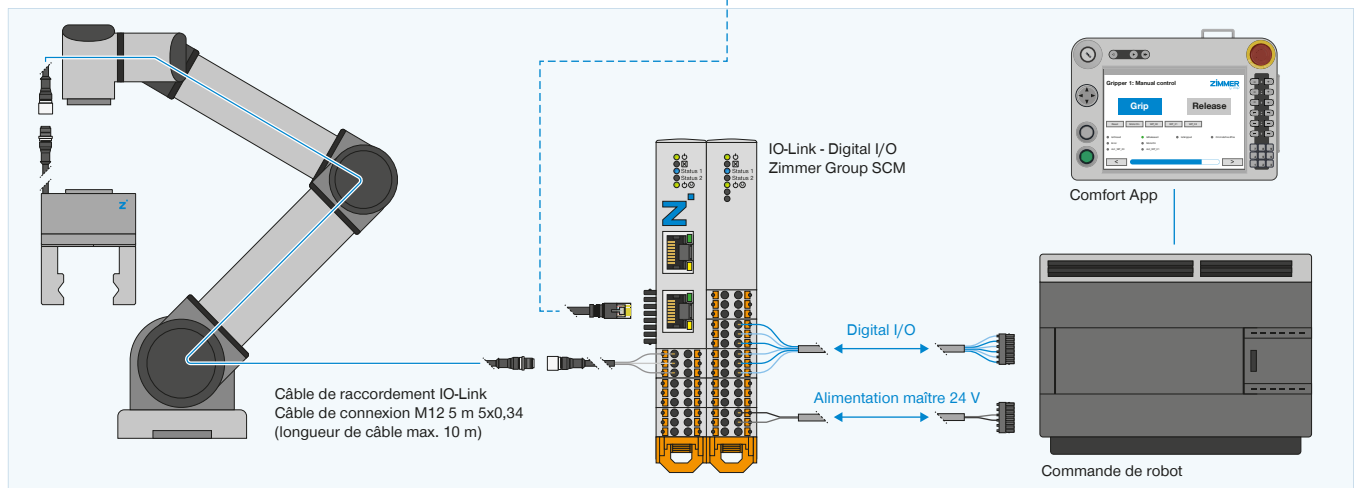 Gripper 1: Manual control
ZIMMER
Grip
Release
Comfort App
IO-Link - Digital I/O
Zimmer Group SCM
Status 1
Status 2
Status 1
Status 2
Z
Z
Digital I/O
Alimentation maître 24 V
Câble de raccordement IO-Link
Câble de connexion M12 5 m 5x0,34
(longueur de câble max. 10 m)
Commande de robot